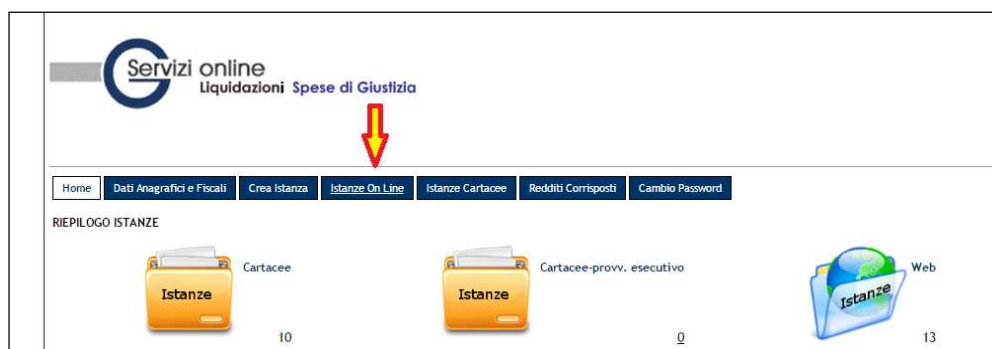 Servizi online
Liquidazioni Spese di Giustizia
Home Dati Anagrafici e Fiscali Crea Istanza Istanze On Line Istanze Cartacee Redditi Corrisposti Cambio Password
RIEPILOGO ISTANZE
Cartacee Cartacee-provv. esecutivo Web
Istanze Istanze Istanze
10 0 13